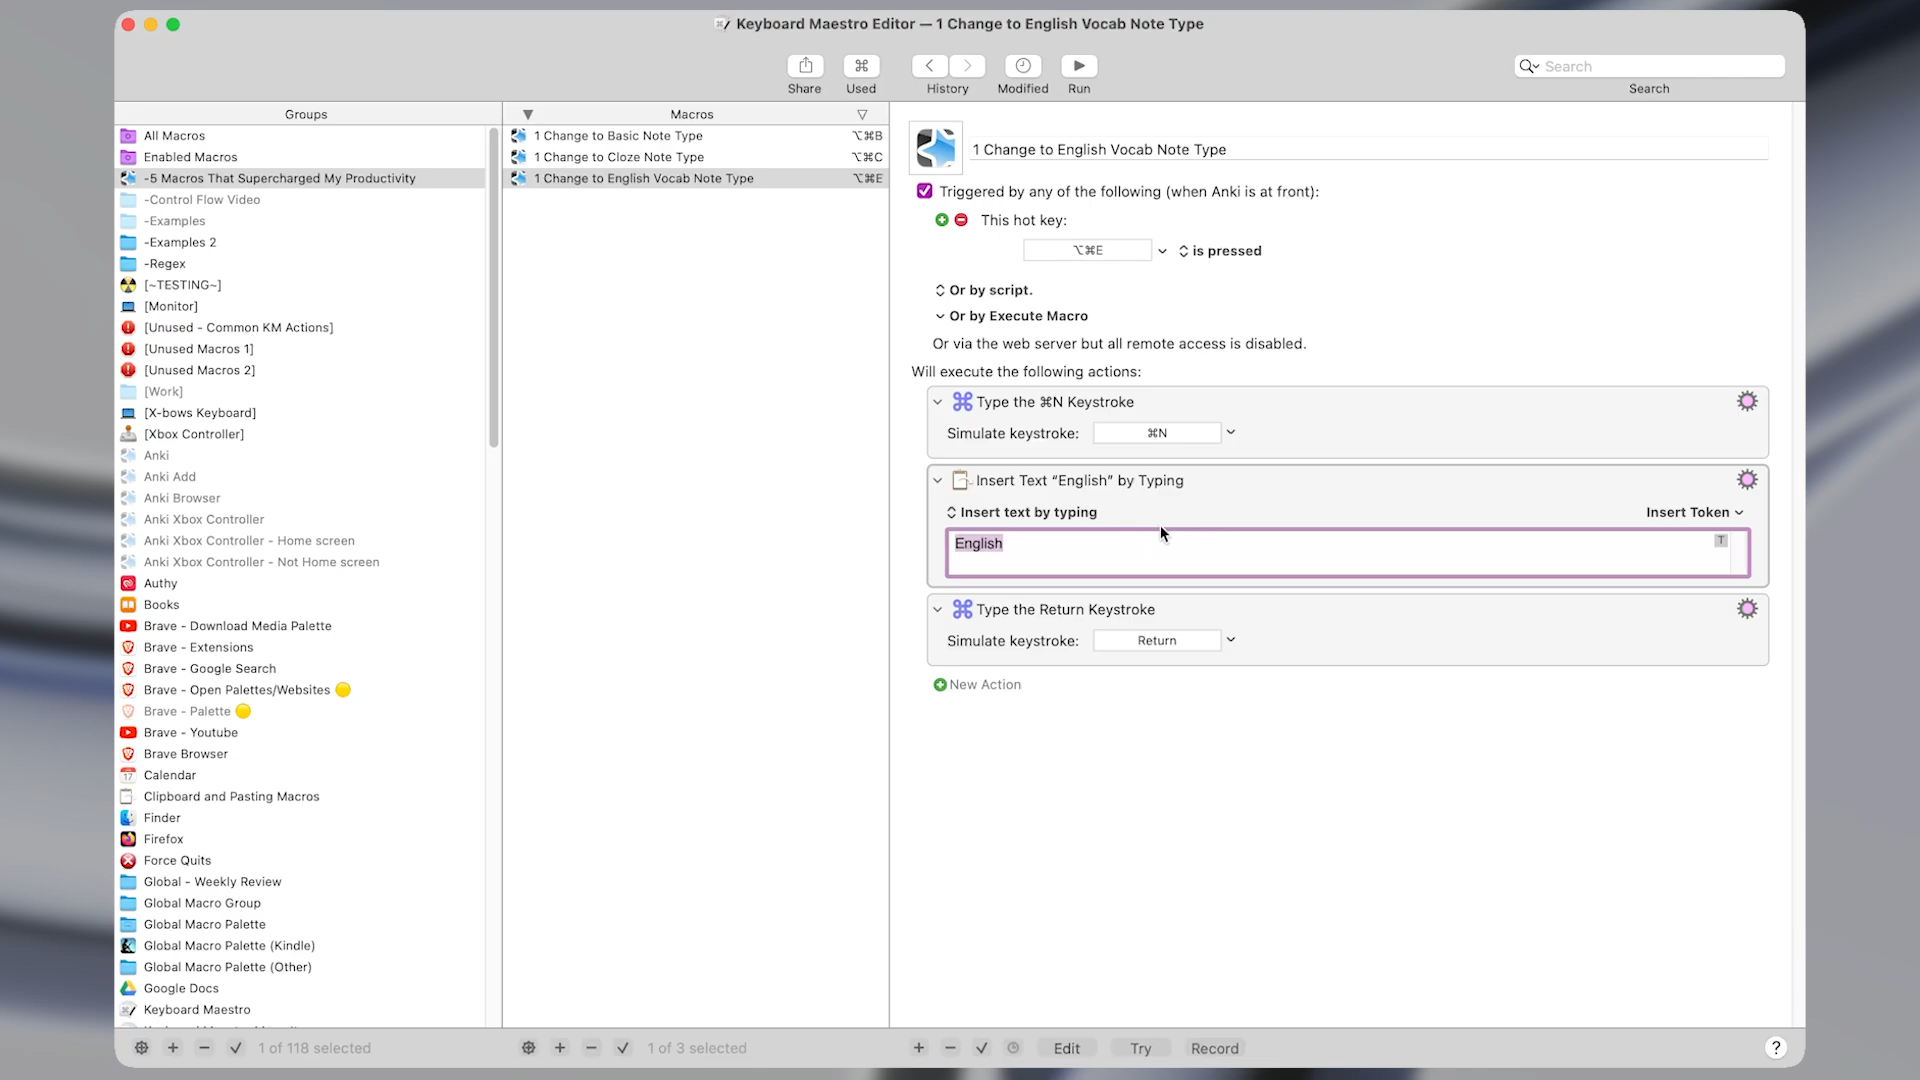 Keyboard Maestro Editor — 1 Change to English Vocab Note Type
Share
Used
History
Modified
Run
Search
Search
Groups
All Macros
Enabled Macros
-5 Macros That Supercharged My Productivity
-Control Flow Video
-Examples
-Examples 2
-Regex
[~TESTING~]
[Monitor]
[Unused - Common KM Actions]
[Unused Macros 1]
[Unused Macros 2]
[Work]
[X-bows Keyboard]
[Xbox Controller]
Anki
Anki Add
Anki Browser
Anki Xbox Controller
Anki Xbox Controller - Home screen
Anki Xbox Controller - Not Home screen
Authy
Books
Brave - Download Media Palette
Brave - Extensions
Brave - Google Search
Brave - Open Palettes/Websites
Brave - Palette
Brave - Youtube
Brave Browser
Calendar
Clipboard and Pasting Macros
Finder
Firefox
Force Quits
Global - Weekly Review
Global Macro Group
Global Macro Palette
Global Macro Palette (Kindle)
Global Macro Palette (Other)
Google Docs
Keyboard Maestro
1 of 118 selected
Macros
1 Change to Basic Note Type ⌥⌘B
1 Change to Cloze Note Type ⌥⌘C
1 Change to English Vocab Note Type ⌥⌘E
1 of 3 selected
1 Change to English Vocab Note Type
Triggered by any of the following (when Anki is at front):
This hot key:
⌥⌘E is pressed
Or by script.
Or by Execute Macro
Or via the web server but all remote access is disabled.
Will execute the following actions:
Type the ⌘N Keystroke
Simulate keystroke: ⌘N
Insert Text “English” by Typing
Insert text by typing Insert Token
English T
Type the Return Keystroke
Simulate keystroke: Return
New Action
Edit Try Record ?